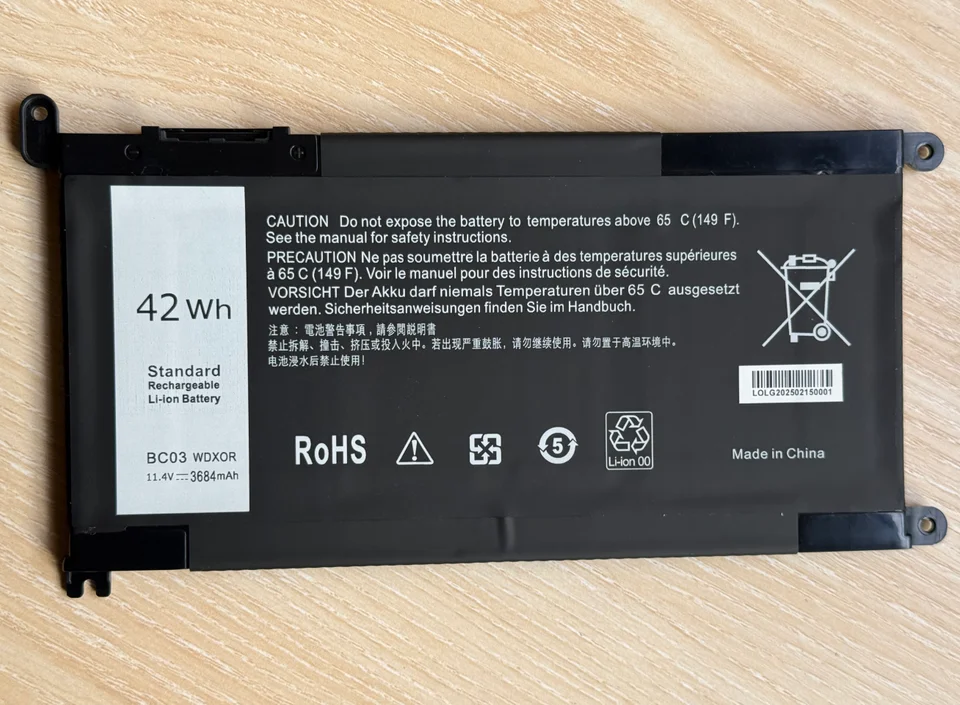 42 Wh
Standard
Rechargeable
Li-ion Battery
BC03 WDXOR
11.4V⎓3684mAh
CAUTION Do not expose the battery to temperatures above 65 C (149 F).
See the manual for safety instructions.
PRECAUTION Ne pas soumettre la batterie à des temperatures supérieures
à 65 C (149 F). Voir le manuel pour des instructions de sécurité.
VORSICHT Der Akku darf niemals Temperaturen über 65 C ausgesetzt
werden. Sicherheitsanweisungen finden Sie im Handbuch.
注意 : 電池警告事項 , 請參閱説明書
禁止拆解、撞击、挤压或投入火中。若出现严重鼓胀, 请勿继续使用。请勿置于高温环境中。
电池浸水后禁止使用!
LOLG202502150001
RoHS
5
Li-ion 00
Made in China